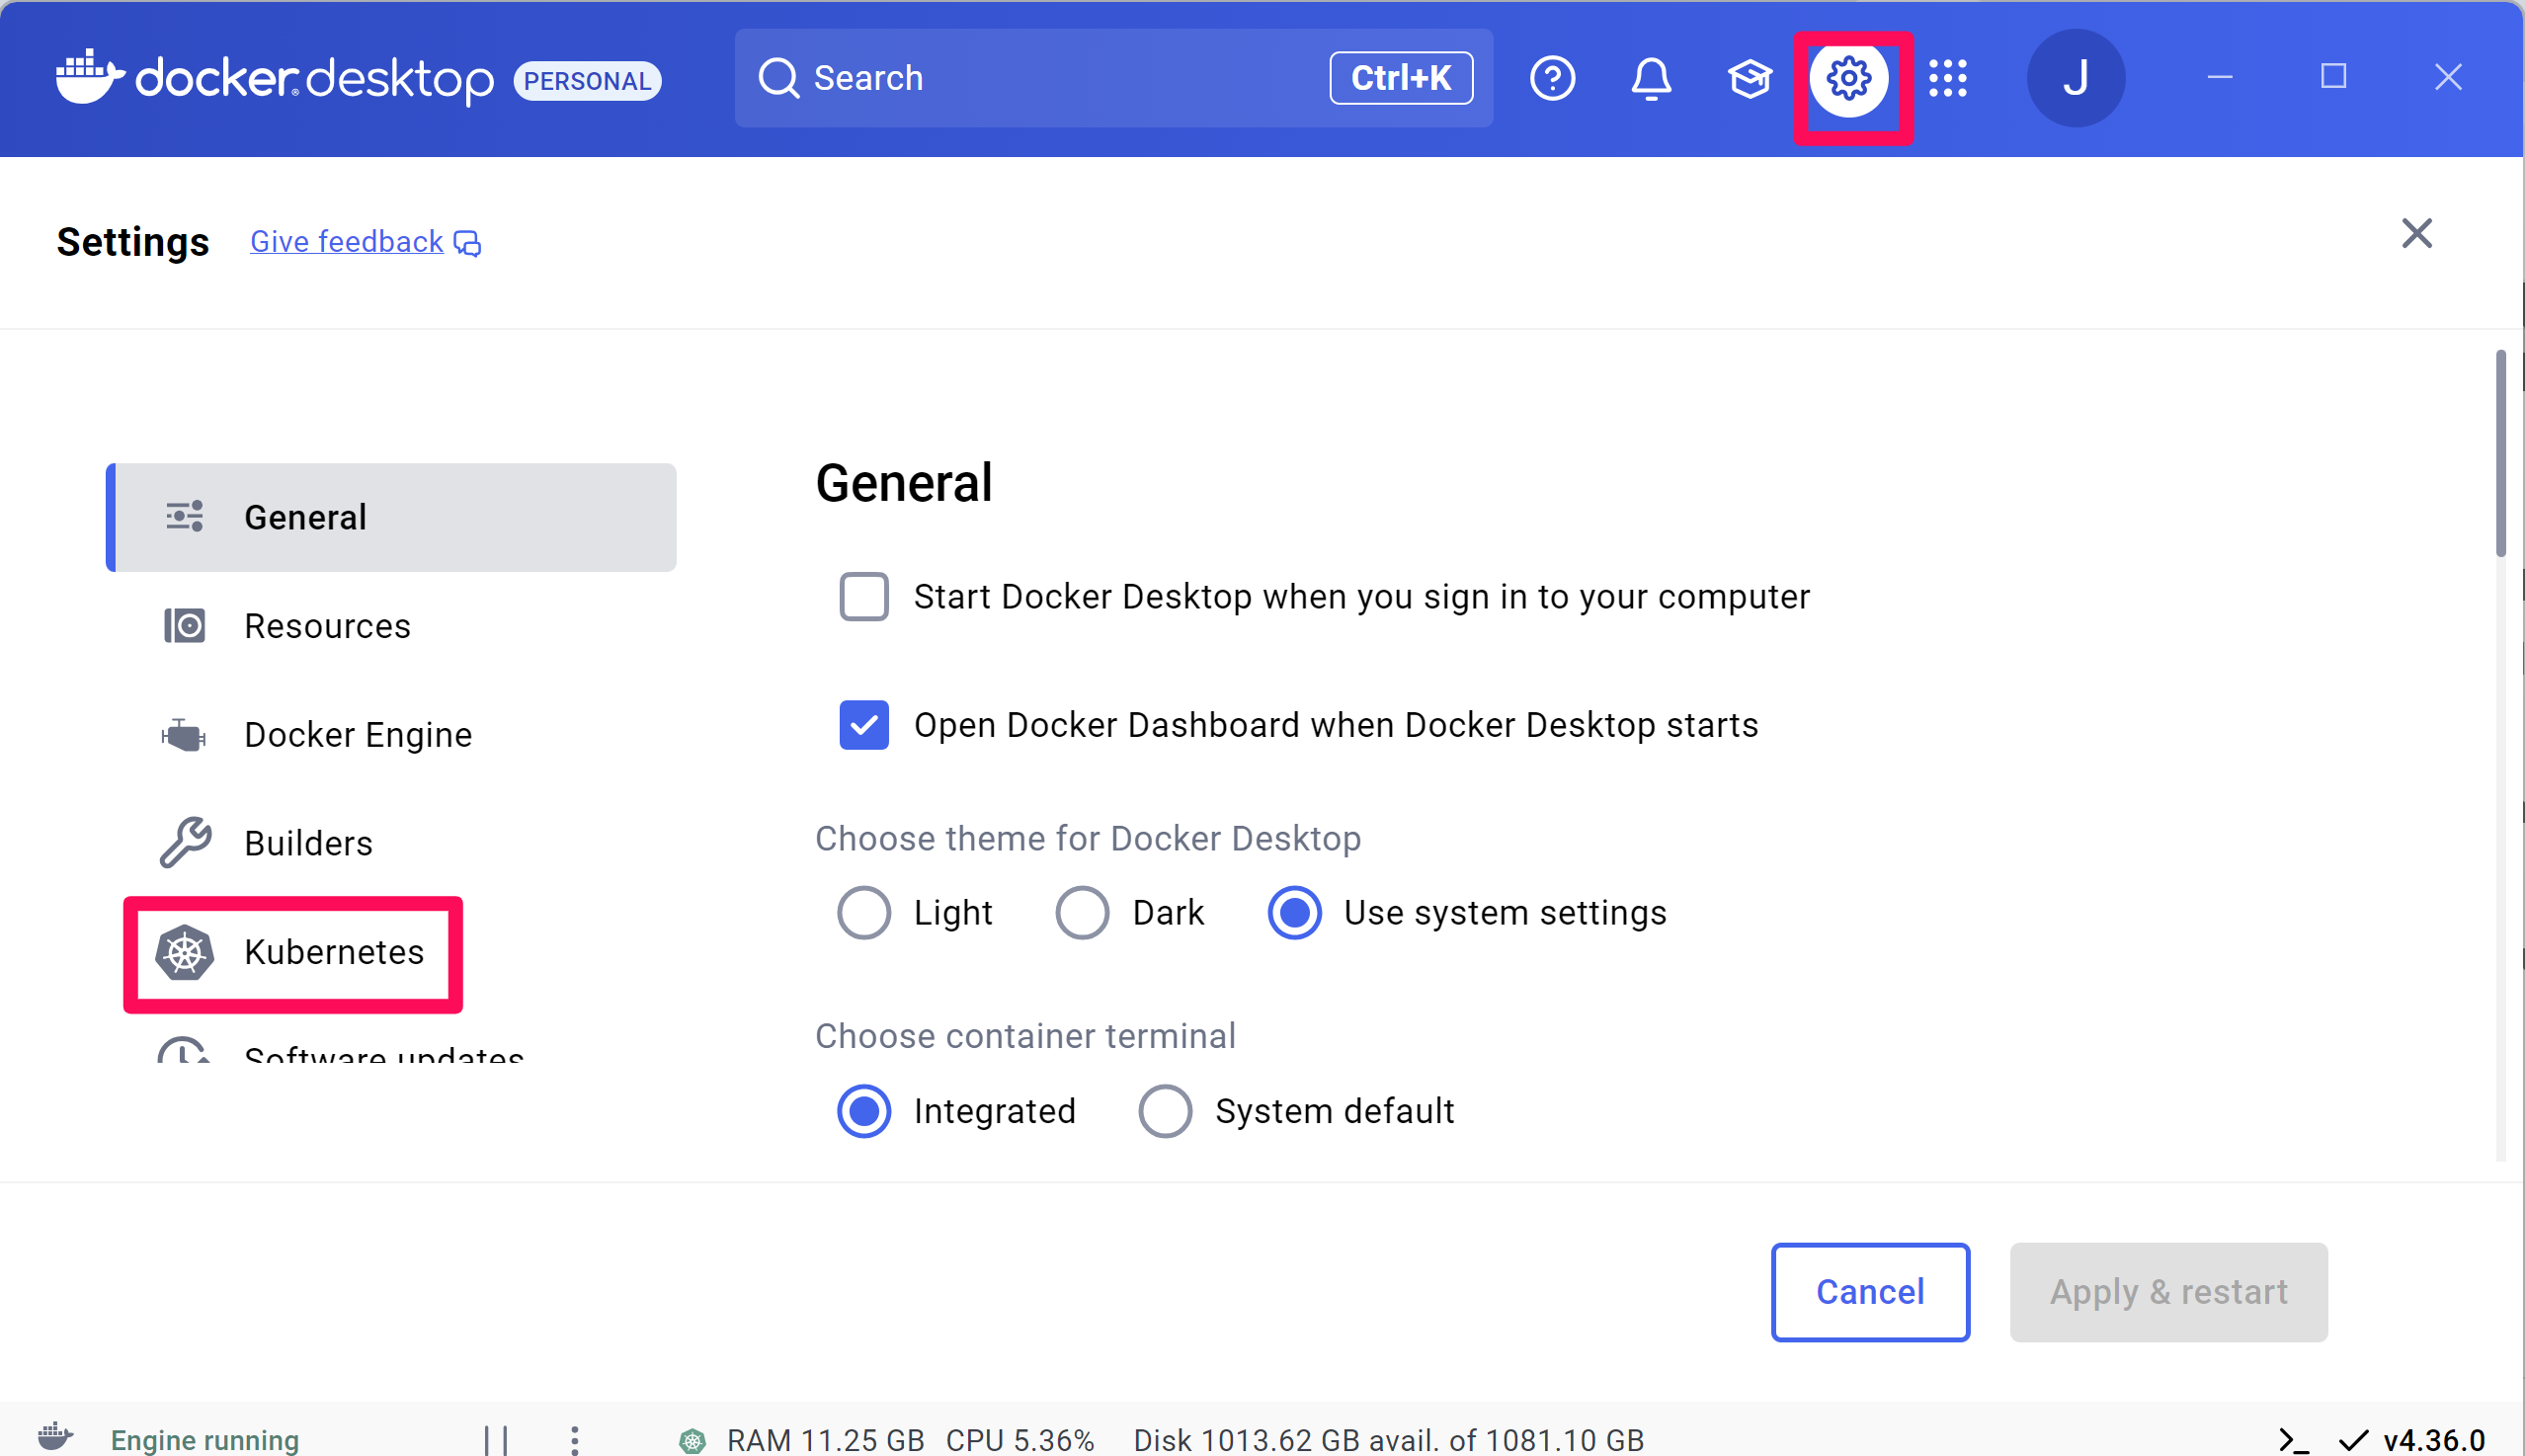 docker desktop PERSONAL Search Ctrl+K J
Settings Give feedback
General
Resources
Docker Engine
Builders
Kubernetes
Software updates
General
Start Docker Desktop when you sign in to your computer
Open Docker Dashboard when Docker Desktop starts
Choose theme for Docker Desktop
Light Dark Use system settings
Choose container terminal
Integrated System default
Cancel Apply & restart
Engine running RAM 11.25 GB CPU 5.36% Disk 1013.62 GB avail. of 1081.10 GB v4.36.0